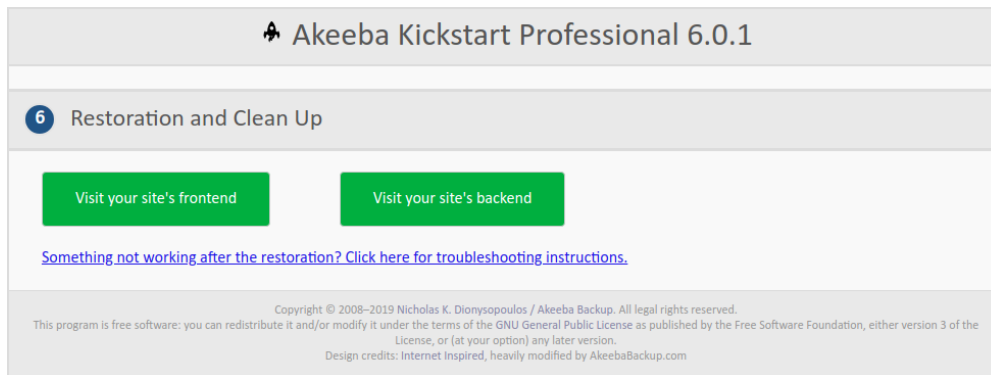 Akeeba Kickstart Professional 6.0.1
6 Restoration and Clean Up
Visit your site's frontend
Visit your site's backend
Something not working after the restoration? Click here for troubleshooting instructions.
Copyright © 2008–2019 Nicholas K. Dionysopoulos / Akeeba Backup. All legal rights reserved.
This program is free software: you can redistribute it and/or modify it under the terms of the GNU General Public License as published by the Free Software Foundation, either version 3 of the
License, or (at your option) any later version.
Design credits: Internet Inspired, heavily modified by AkeebaBackup.com